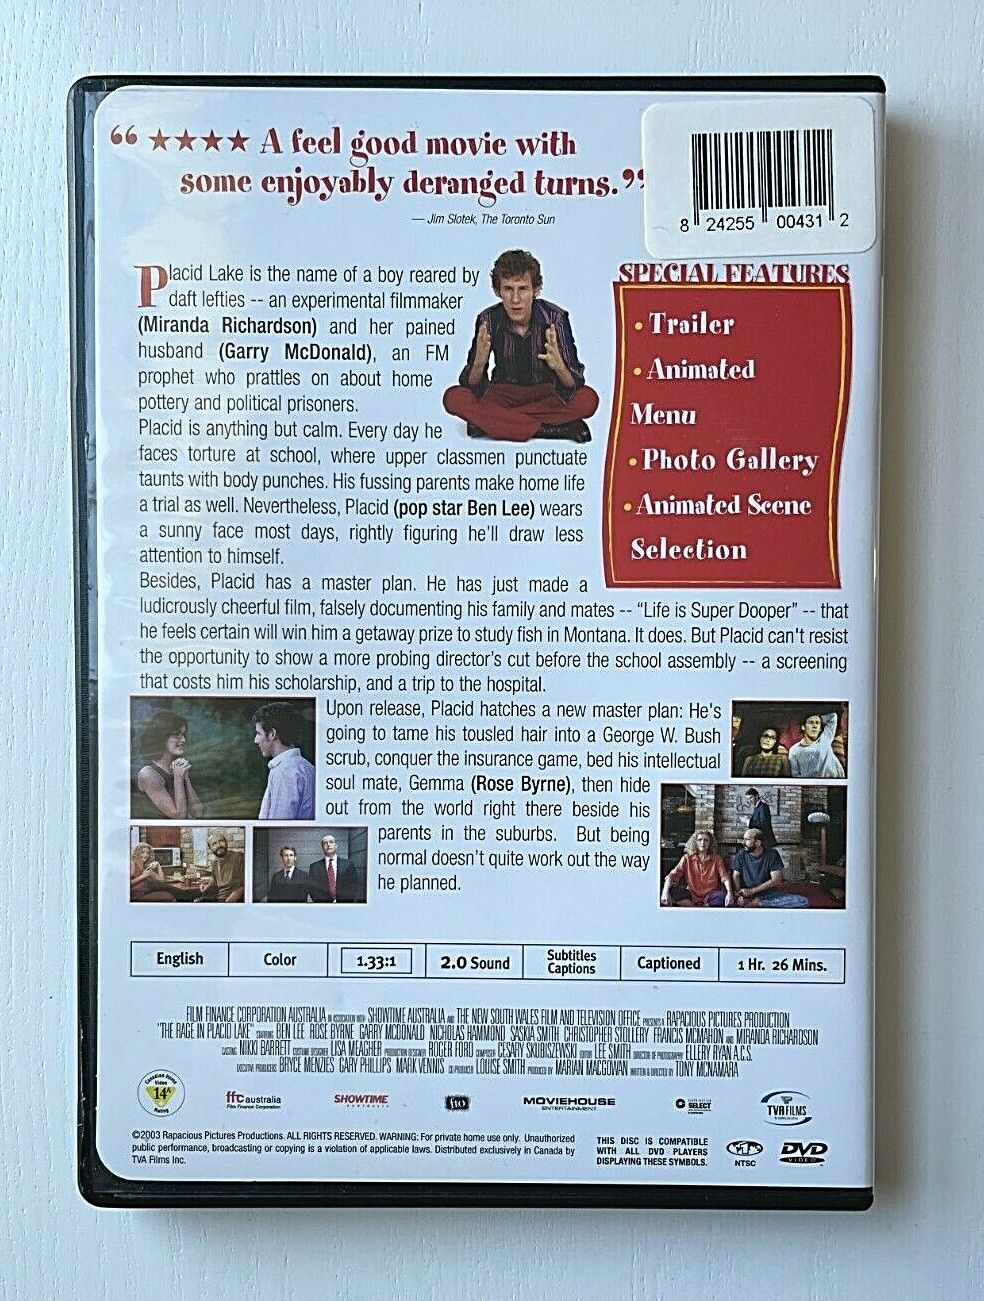 “ ★★★★ A feel good movie with
some enjoyably deranged turns.”
— Jim Slotek, The Toronto Sun
8 24255 00431 2
Placid Lake is the name of a boy reared by
daft lefties -- an experimental filmmaker
(Miranda Richardson) and her pained
husband (Garry McDonald), an FM
prophet who prattles on about home
pottery and political prisoners.
Placid is anything but calm. Every day he
faces torture at school, where upper classmen punctuate
taunts with body punches. His fussing parents make home life
a trial as well. Nevertheless, Placid (pop star Ben Lee) wears
a sunny face most days, rightly figuring he'll draw less
attention to himself.
Besides, Placid has a master plan. He has just made a
ludicrously cheerful film, falsely documenting his family and mates -- “Life is Super Dooper” -- that
he feels certain will win him a getaway prize to study fish in Montana. It does. But Placid can't resist
the opportunity to show a more probing director's cut before the school assembly -- a screening
that costs him his scholarship, and a trip to the hospital.
Upon release, Placid hatches a new master plan: He's
going to tame his tousled hair into a George W. Bush
scrub, conquer the insurance game, bed his intellectual
soul mate, Gemma (Rose Byrne), then hide
out from the world right there beside his
parents in the suburbs. But being
normal doesn't quite work out the way
he planned.
SPECIAL FEATURES
• Trailer
• Animated
Menu
• Photo Gallery
• Animated Scene
Selection
English Color 1.33:1 2.0 Sound Subtitles Captions Captioned 1 Hr. 26 Mins.
FILM FINANCE CORPORATION AUSTRALIA IN ASSOCIATION WITH SHOWTIME AUSTRALIA AND THE NEW SOUTH WALES FILM AND TELEVISION OFFICE PRESENTS A RAPACIOUS PICTURES PRODUCTION
"THE RAGE IN PLACID LAKE" STARRING BEN LEE ROSE BYRNE GARRY MCDONALD NICHOLAS HAMMOND SASKIA SMITH CHRISTOPHER STOLLERY FRANCIS MCMAHON AND MIRANDA RICHARDSON
CASTING NIKKI BARRETT COSTUME DESIGNER LISA MEAGHER PRODUCTION DESIGNER ROGER FORD COMPOSER CESARY SKUBISZEWSKI EDITOR LEE SMITH DIRECTOR OF PHOTOGRAPHY ELLERY RYAN A.C.S.
EXECUTIVE PRODUCERS BRYCE MENZIES GARY PHILLIPS MARK VENNIS CO-PRODUCER LOUISE SMITH PRODUCED BY MARIAN MACGOWAN WRITTEN & DIRECTED BY TONY MCNAMARA
Canadian Home
Video
14A
Rating
ffcaustralia
Film Finance Corporation
SHOWTIME
AUSTRALIA
fto
MOVIEHOUSE
ENTERTAINMENT
SELECT
TVA FILMS
©2003 Rapacious Pictures Productions. ALL RIGHTS RESERVED. WARNING: For private home use only. Unauthorized
public performance, broadcasting or copying is a violation of applicable laws. Distributed exclusively in Canada by
TVA Films Inc.
THIS DISC IS COMPATIBLE
WITH ALL DVD PLAYERS
DISPLAYING THESE SYMBOLS.
NTSC
DVD
VIDEO